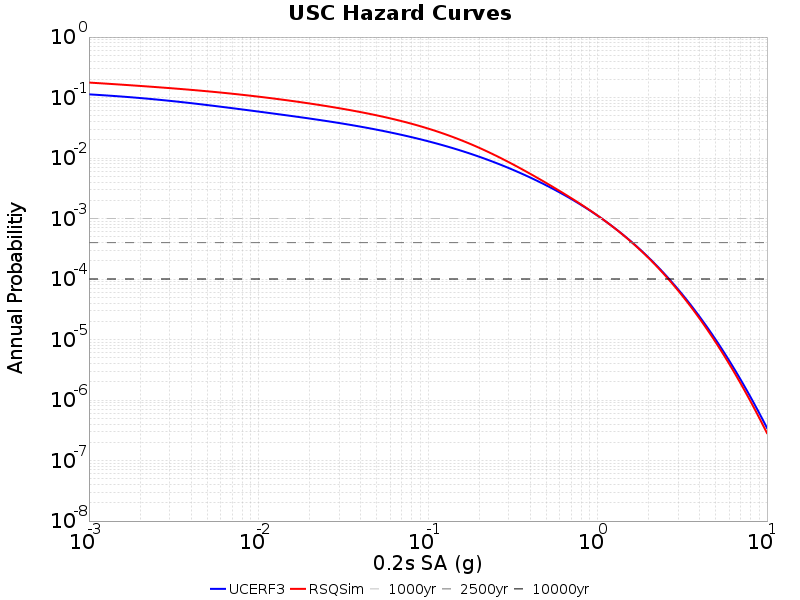 USC Hazard Curves
Annual Probabilitiy
10^0
10^-1
10^-2
10^-3
10^-4
10^-5
10^-6
10^-7
10^-8
10^-3 10^-2 10^-1 10^0 10^1
0.2s SA (g)
UCERF3 RSQSim 1000yr 2500yr 10000yr